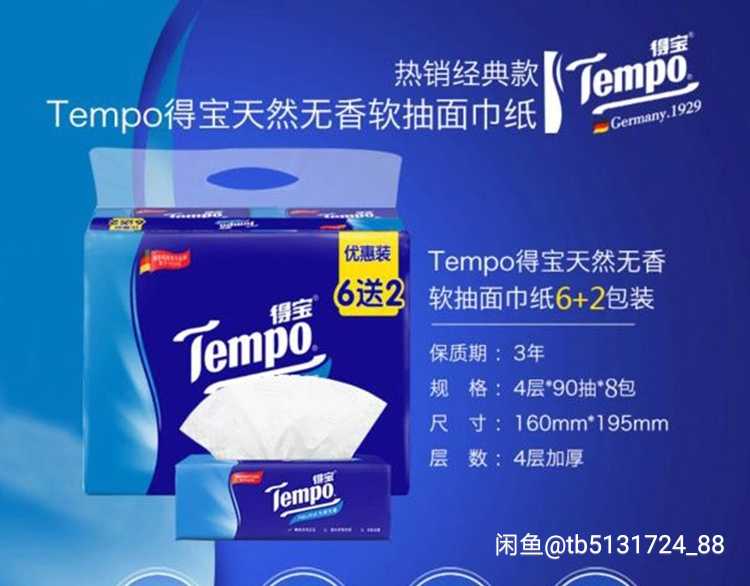 热销经典款
Tempo得宝天然无香软抽面巾纸
得宝
Tempo
Germany.1929
优惠装
6送2
得宝
Tempo
Tempo得宝天然无香
软抽面巾纸6+2包装
保质期：3年
规 格：4层*90抽*8包
尺 寸：160mm*195mm
层 数：4层加厚
得宝
Tempo
闲鱼@tb5131724_88